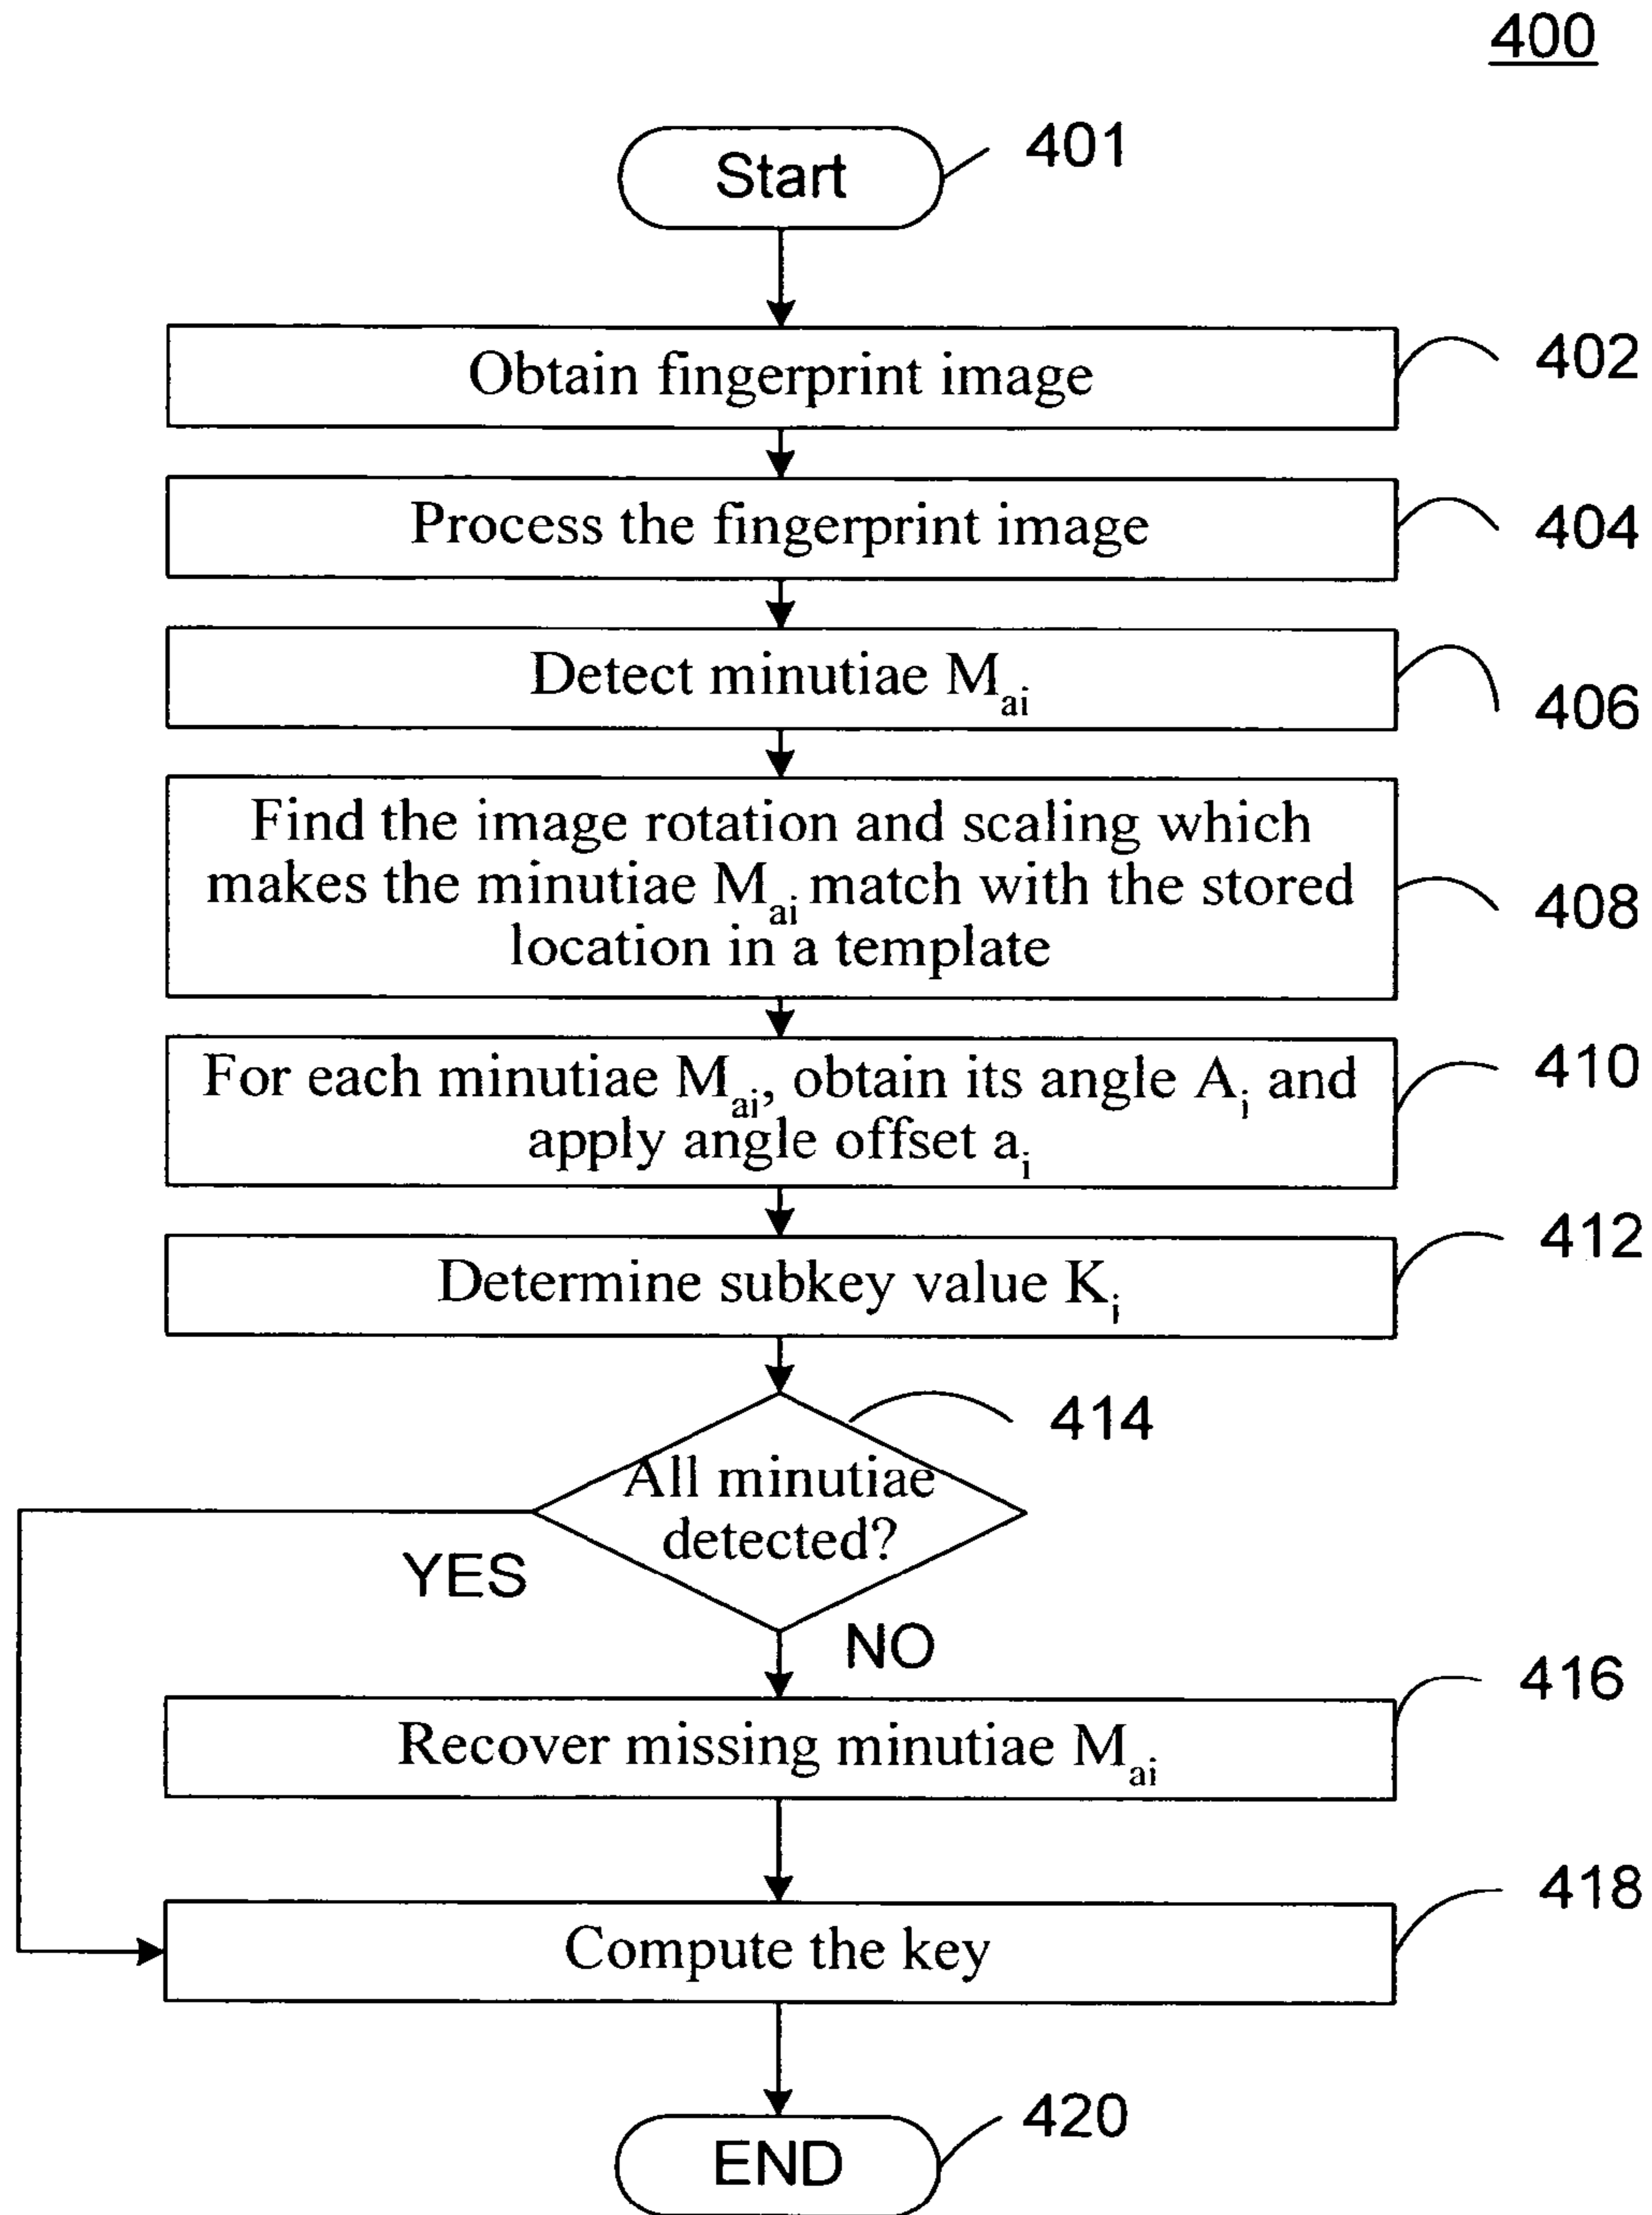 400
Start
401
Obtain fingerprint image
402
Process the fingerprint image
404
Detect minutiae Mai
406
Find the image rotation and scaling which
makes the minutiae Mai match with the stored
location in a template
408
For each minutiae Mai, obtain its angle Ai and
apply angle offset ai
410
Determine subkey value Ki
412
414
All minutiae
detected?
YES
NO
416
Recover missing minutiae Mai
418
Compute the key
420
END